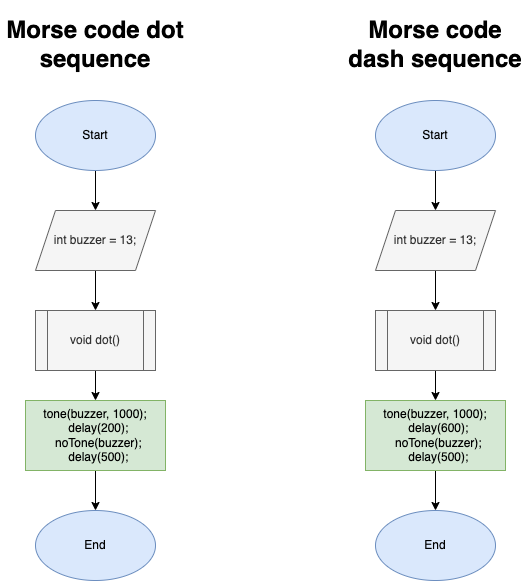 Morse code dot
sequence
Start
int buzzer = 13;
void dot()
tone(buzzer, 1000);
delay(200);
noTone(buzzer);
delay(500);
End
Morse code
dash sequence
Start
int buzzer = 13;
void dot()
tone(buzzer, 1000);
delay(600);
noTone(buzzer);
delay(500);
End